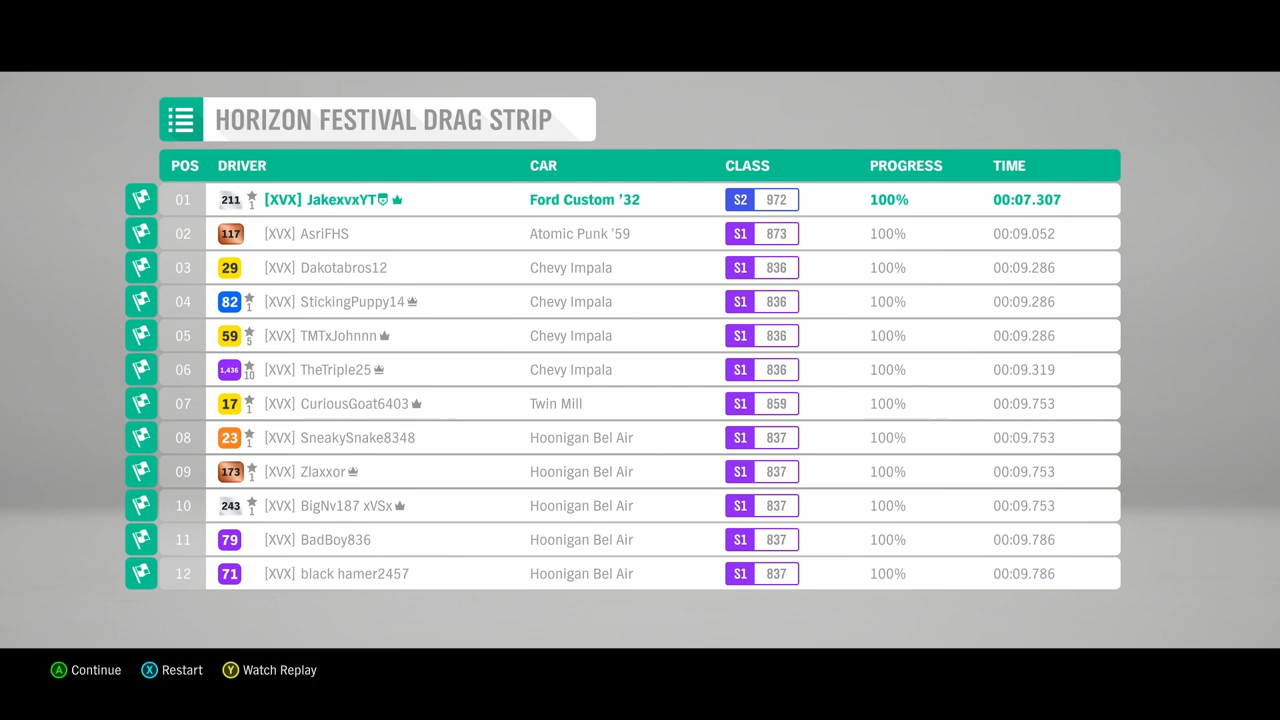 HORIZON FESTIVAL DRAG STRIP
POS DRIVER CAR CLASS PROGRESS TIME
01 211 1 [XVX] JakexvxYT Ford Custom '32 S2 972 100% 00:07.307
02 117 [XVX] AsriFHS Atomic Punk '59 S1 873 100% 00:09.052
03 29 [XVX] Dakotabros12 Chevy Impala S1 836 100% 00:09.286
04 82 1 [XVX] StickingPuppy14 Chevy Impala S1 836 100% 00:09.286
05 59 5 [XVX] TMTxJohnnn Chevy Impala S1 836 100% 00:09.286
06 1,436 10 [XVX] TheTriple25 Chevy Impala S1 836 100% 00:09.319
07 17 1 [XVX] CuriousGoat6403 Twin Mill S1 859 100% 00:09.753
08 23 1 [XVX] SneakySnake8348 Hoonigan Bel Air S1 837 100% 00:09.753
09 173 1 [XVX] Zlaxxor Hoonigan Bel Air S1 837 100% 00:09.753
10 243 1 [XVX] BigNv187 xVSx Hoonigan Bel Air S1 837 100% 00:09.753
11 79 [XVX] BadBoy836 Hoonigan Bel Air S1 837 100% 00:09.786
12 71 [XVX] black hamer2457 Hoonigan Bel Air S1 837 100% 00:09.786
A Continue X Restart Y Watch Replay